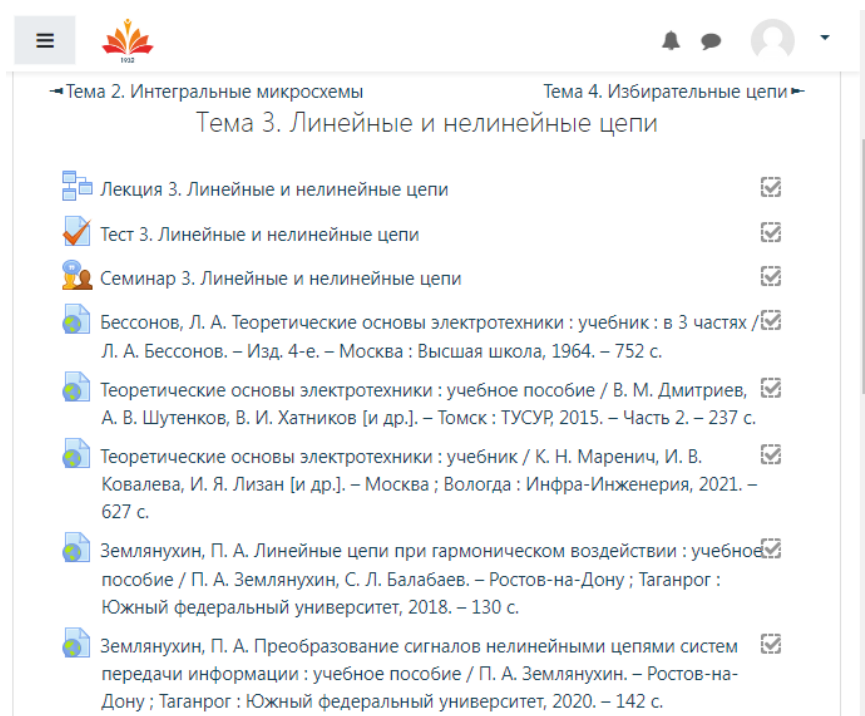 1932
◄Тема 2. Интегральные микросхемы
Тема 4. Избирательные цепи►
Тема 3. Линейные и нелинейные цепи
Лекция 3. Линейные и нелинейные цепи
Тест 3. Линейные и нелинейные цепи
Семинар 3. Линейные и нелинейные цепи
Бессонов, Л. А. Теоретические основы электротехники : учебник : в 3 частях /
Л. А. Бессонов. – Изд. 4-е. – Москва : Высшая школа, 1964. – 752 с.
Теоретические основы электротехники : учебное пособие / В. М. Дмитриев,
А. В. Шутенков, В. И. Хатников [и др.]. – Томск : ТУСУР, 2015. – Часть 2. – 237 с.
Теоретические основы электротехники : учебник / К. Н. Маренич, И. В.
Ковалева, И. Я. Лизан [и др.]. – Москва ; Вологда : Инфра-Инженерия, 2021. –
627 с.
Землянухин, П. А. Линейные цепи при гармоническом воздействии : учебное
пособие / П. А. Землянухин, С. Л. Балабаев. – Ростов-на-Дону ; Таганрог :
Южный федеральный университет, 2018. – 130 с.
Землянухин, П. А. Преобразование сигналов нелинейными цепями систем
передачи информации : учебное пособие / П. А. Землянухин. – Ростов-на-
Дону ; Таганрог : Южный федеральный университет, 2020. – 142 с.